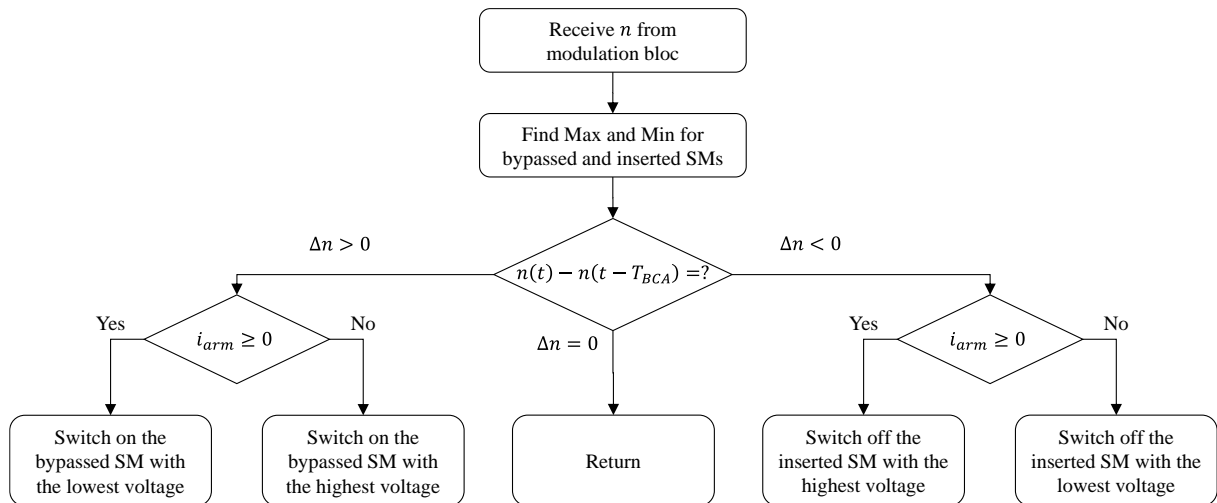 Receive n from
modulation bloc
Find Max and Min for
bypassed and inserted SMs
Δn > 0
Δn < 0
n(t) − n(t − T_BCA) =?
Yes
i_arm ≥ 0
No
Δn = 0
Yes
i_arm ≥ 0
No
Switch on the
bypassed SM with
the lowest voltage
Switch on the
bypassed SM with
the highest voltage
Return
Switch off the
inserted SM with the
highest voltage
Switch off the
inserted SM with the
lowest voltage